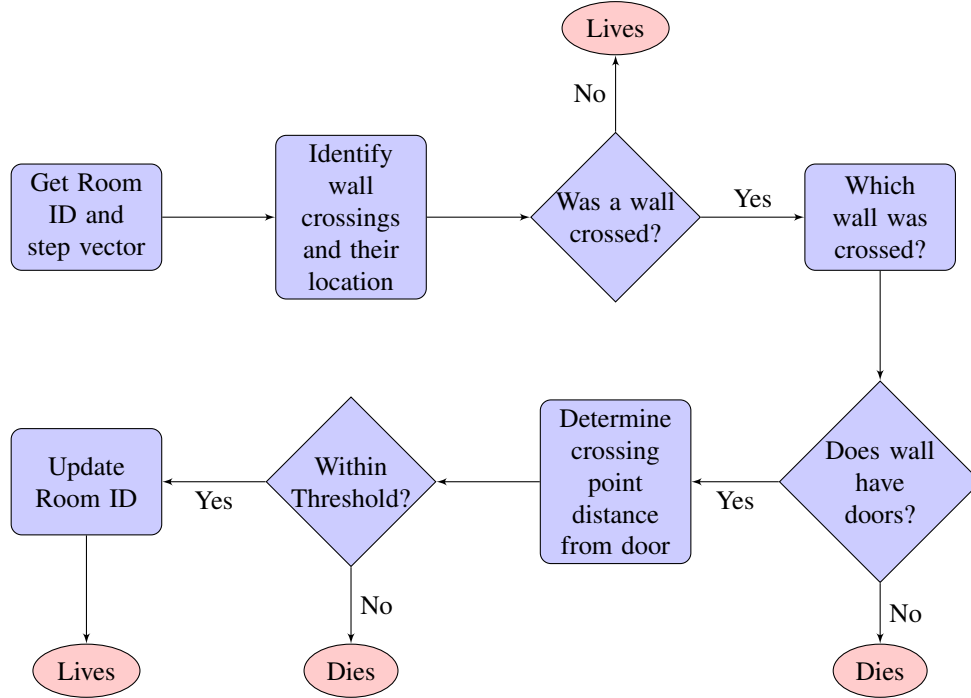 Lives
No
Get Room
ID and
step vector
Identify
wall
crossings
and their
location
Was a wall
crossed?
Yes
Which
wall was
crossed?
Update
Room ID
Yes
Within
Threshold?
Determine
crossing
point
distance
from door
Yes
Does wall
have
doors?
No
No
Lives
Dies
Dies